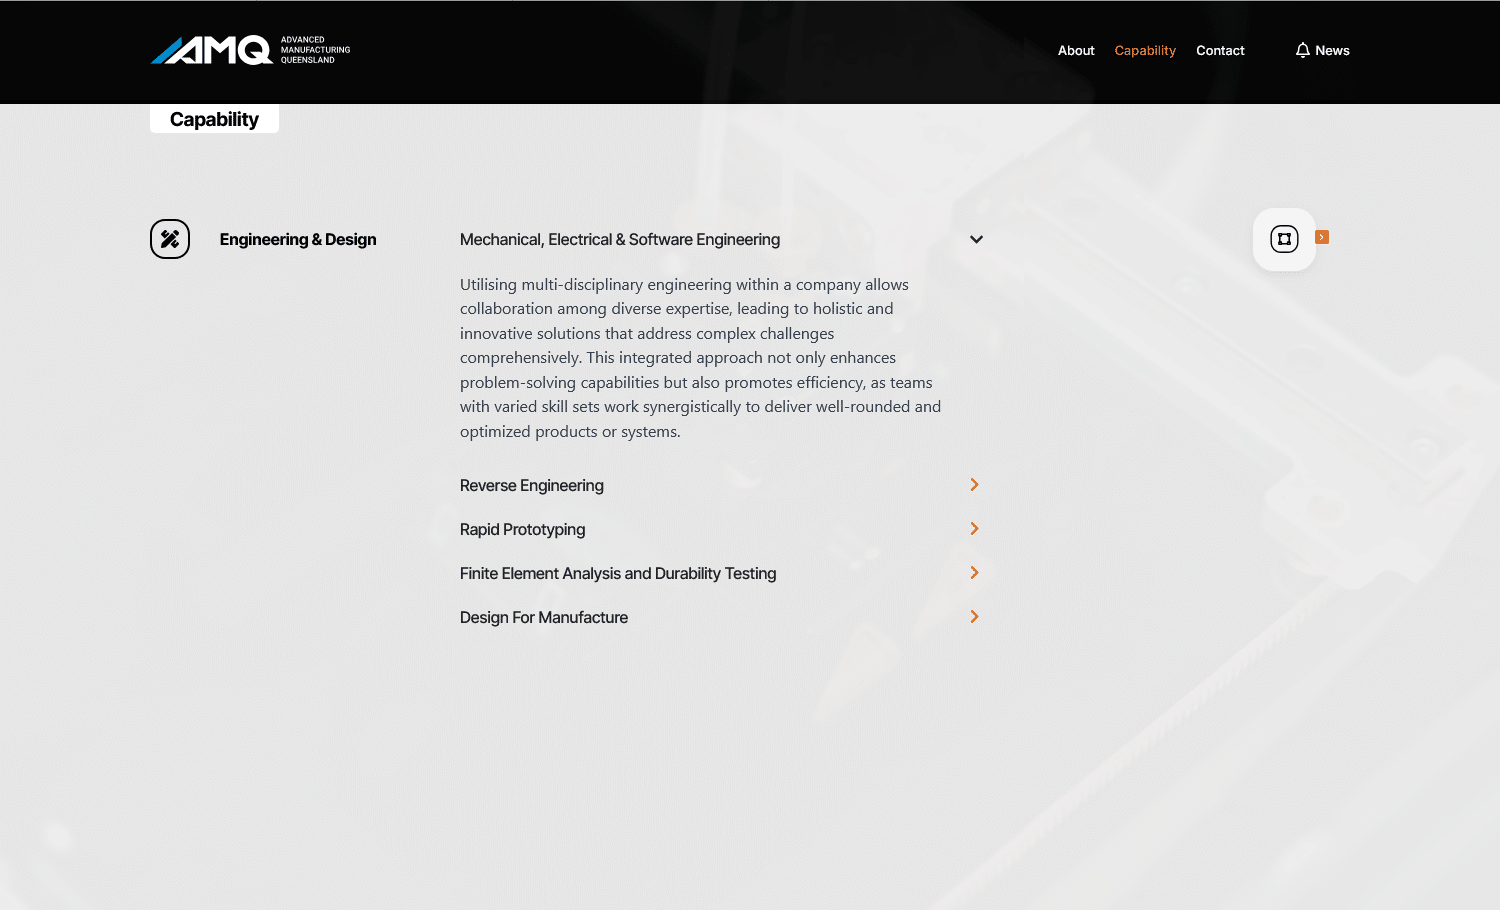 AMQ
ADVANCED
MANUFACTURING
QUEENSLAND
About
Capability
Contact
News
Capability
Engineering & Design
Mechanical, Electrical & Software Engineering
Utilising multi-disciplinary engineering within a company allows
collaboration among diverse expertise, leading to holistic and
innovative solutions that address complex challenges
comprehensively. This integrated approach not only enhances
problem-solving capabilities but also promotes efficiency, as teams
with varied skill sets work synergistically to deliver well-rounded and
optimized products or systems.
Reverse Engineering
Rapid Prototyping
Finite Element Analysis and Durability Testing
Design For Manufacture